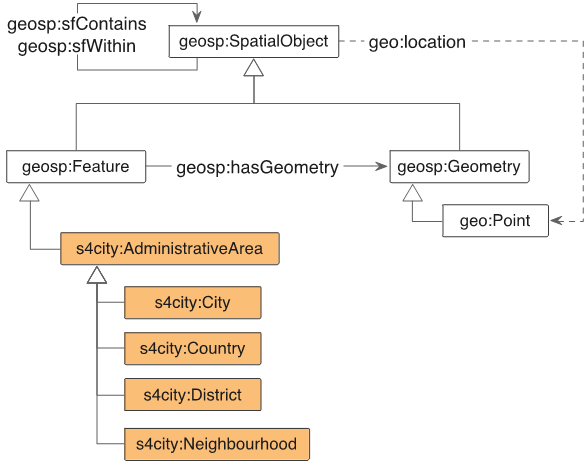 geosp:sfContains
geosp:sfWithin
geosp:SpatialObject
geo:location
geosp:Feature
geosp:hasGeometry
geosp:Geometry
geo:Point
s4city:AdministrativeArea
s4city:City
s4city:Country
s4city:District
s4city:Neighbourhood